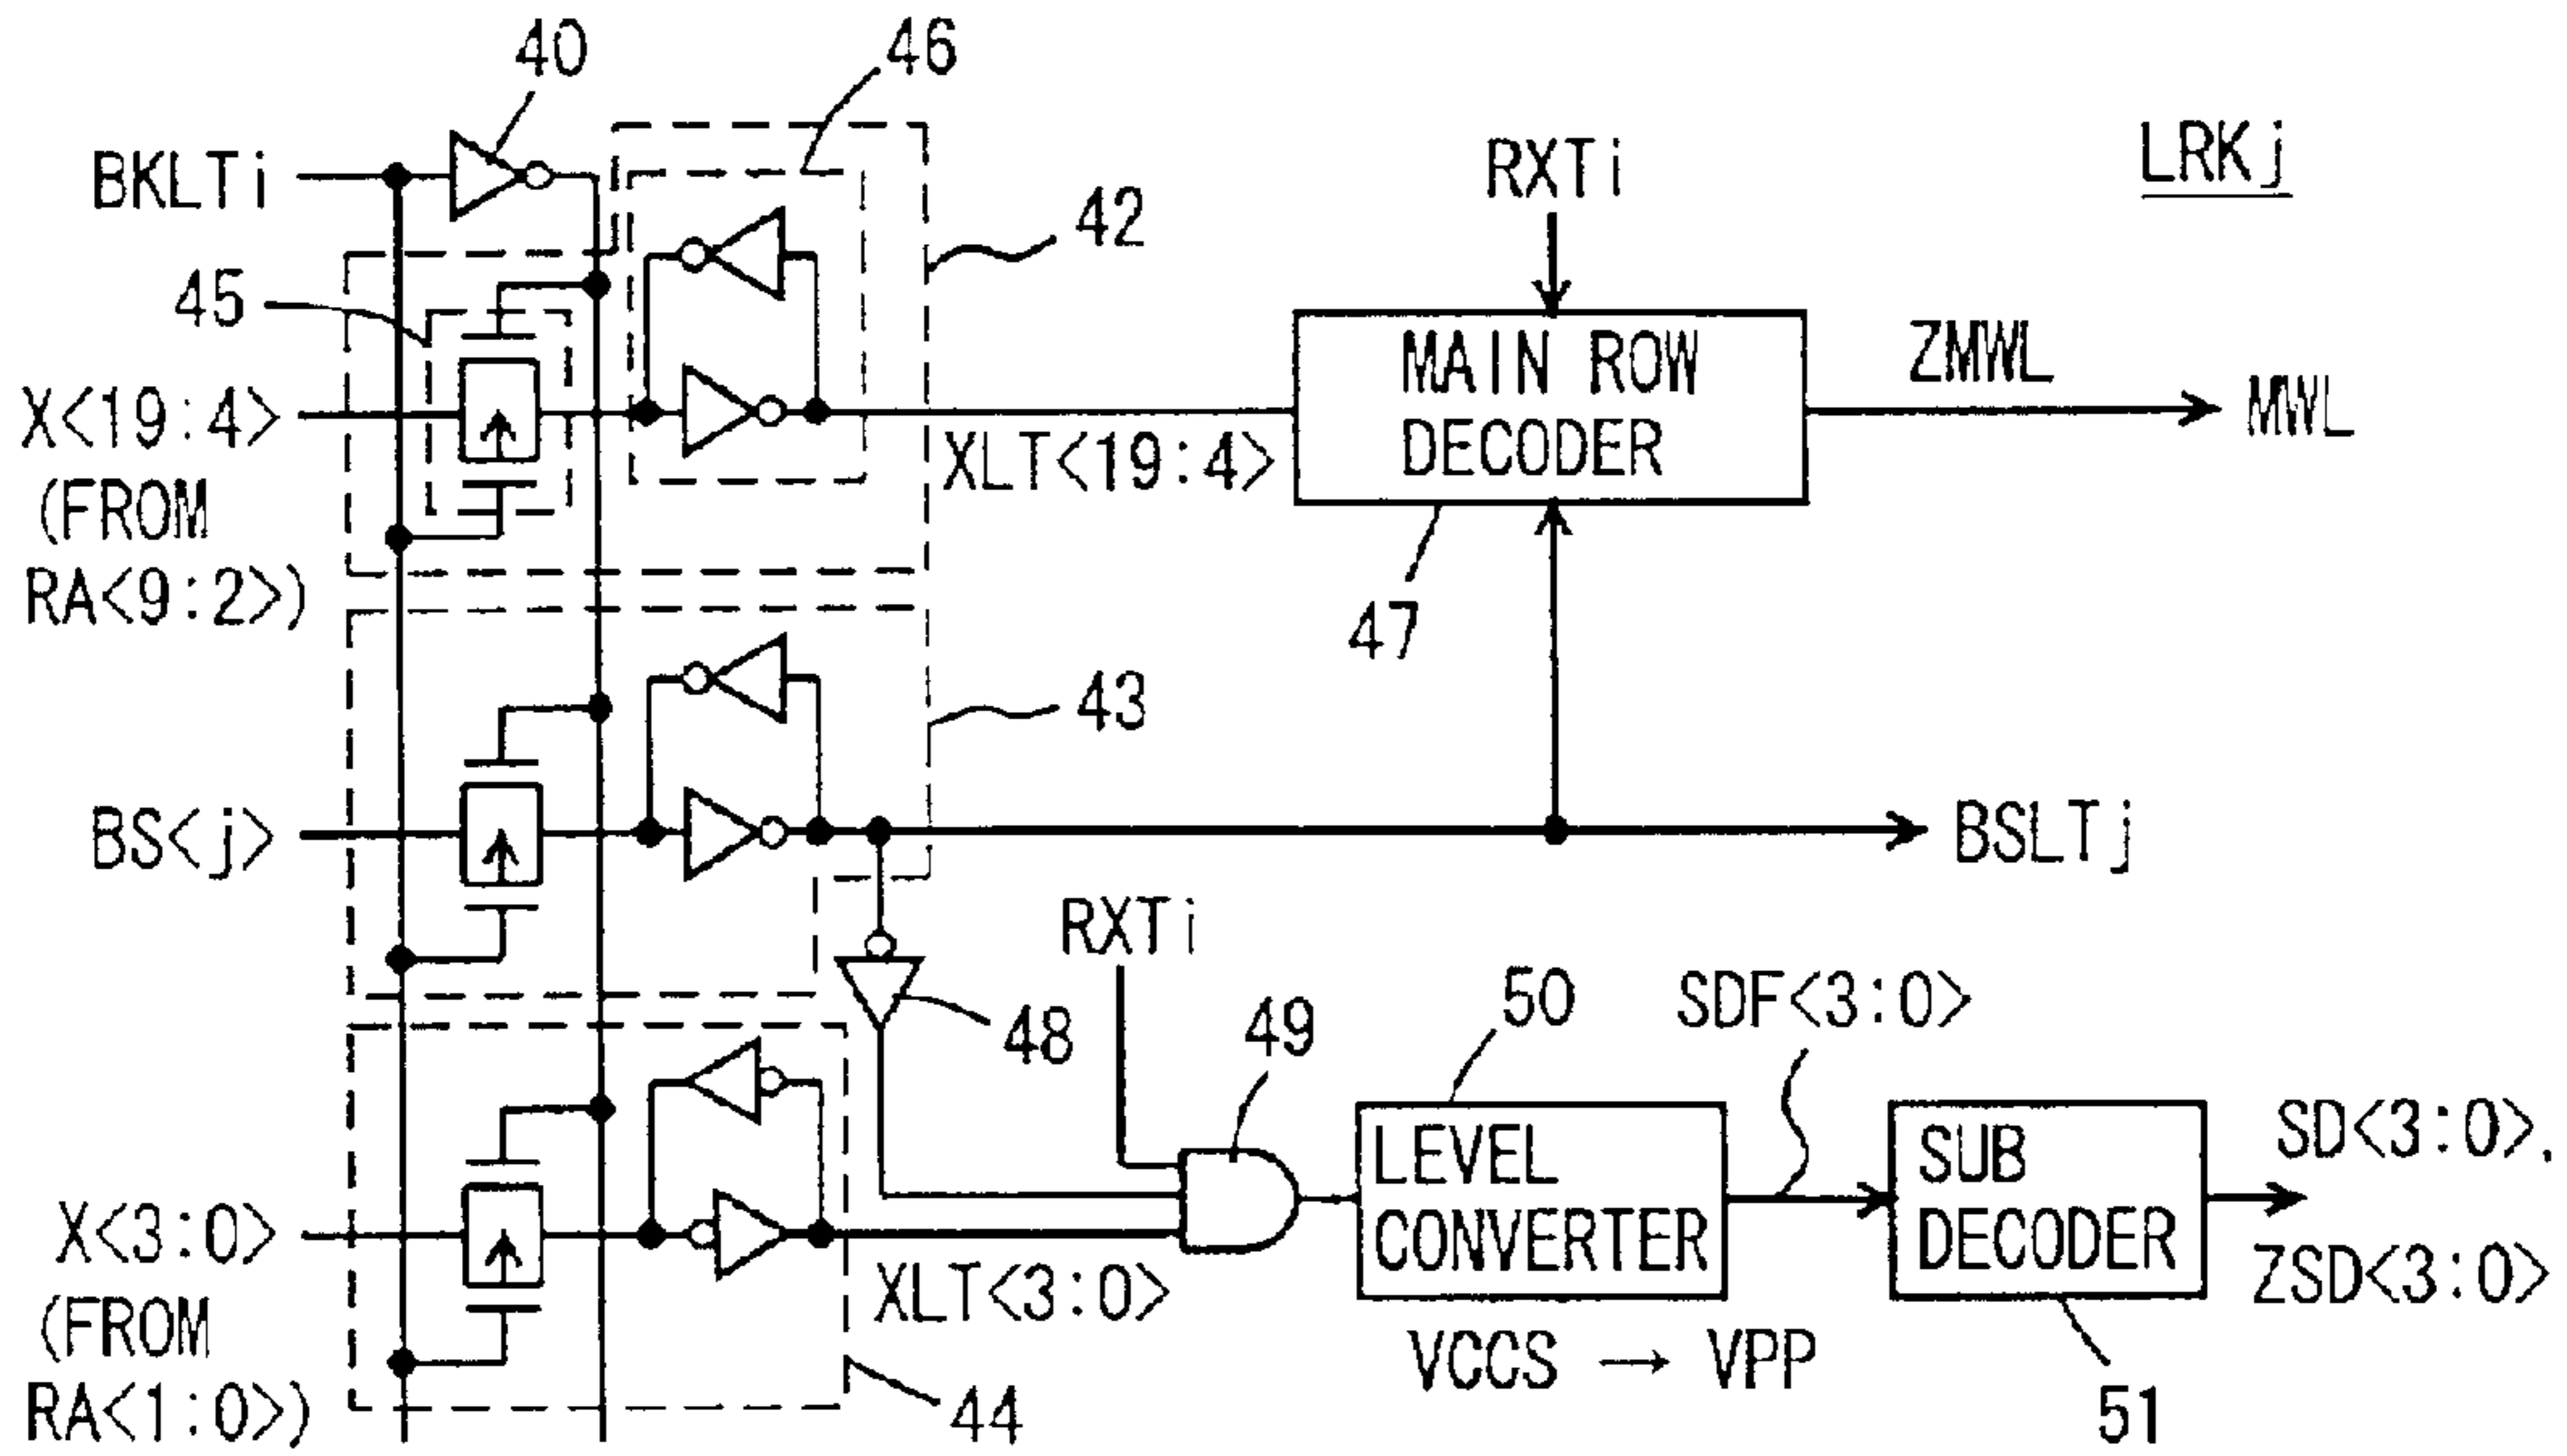 40
46
BKLTi
RXTi
LRKj
42
45
MAIN ROW
DECODER
ZMWL
MWL
X<19:4>
(FROM
RA<9:2>)
XLT<19:4>
47
43
BS<j>
BSLTj
RXTi
48
49
50
SDF<3:0>
LEVEL
CONVERTER
SUB
DECODER
SD<3:0>,
ZSD<3:0>
X<3:0>
(FROM
RA<1:0>)
XLT<3:0>
VCCS → VPP
44
51